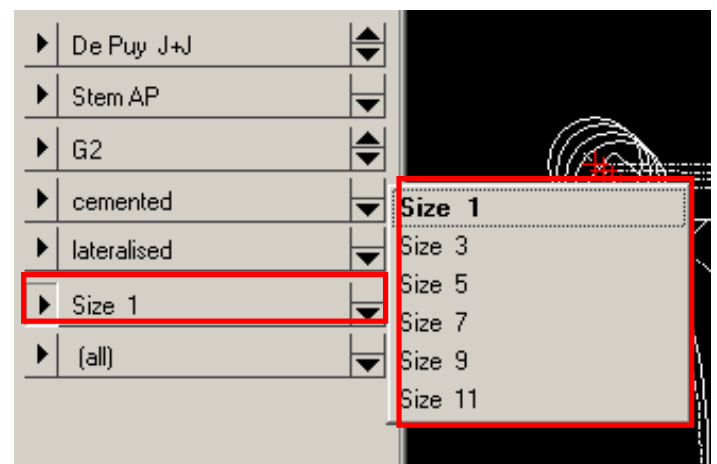 De Puy J+J
Stem AP
G2
cemented
lateralised
Size 1
(all)
Size 1
Size 3
Size 5
Size 7
Size 9
Size 11